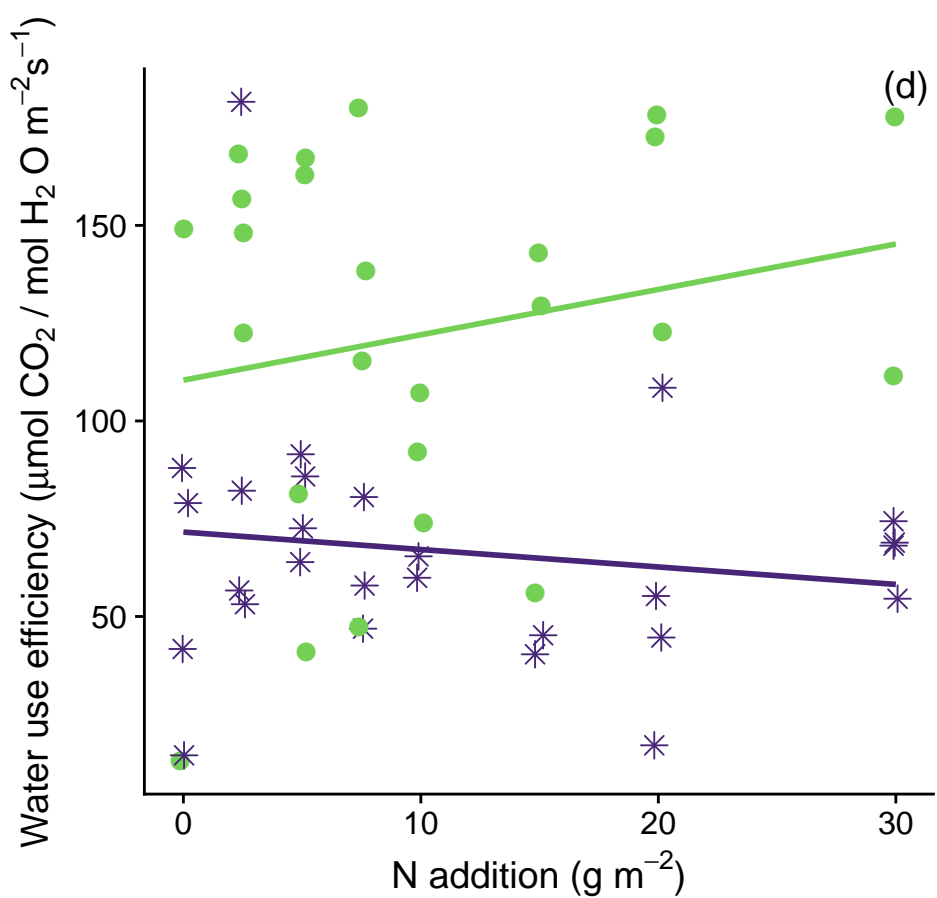 (d)
Water use efficiency (μmol CO₂ / mol H₂ O m⁻²s⁻¹)
150
100
50
0 10 20 30
N addition (g m⁻²)